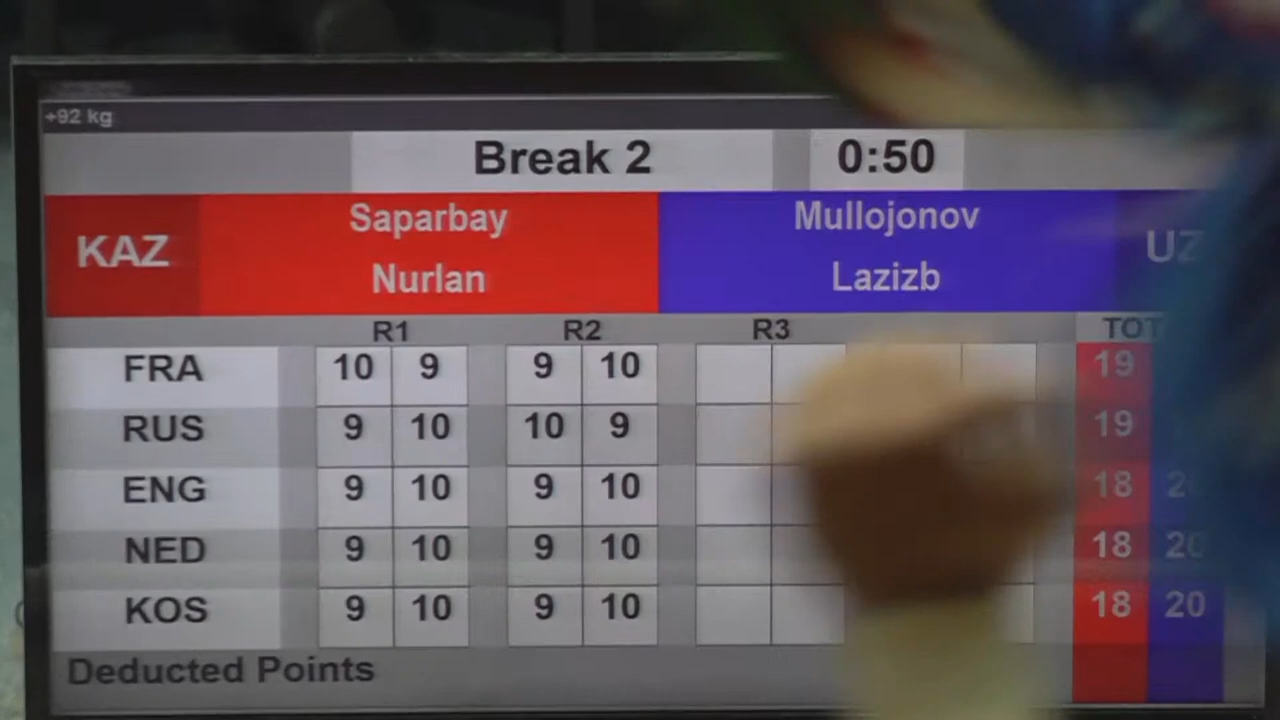 +92 kg
Break 2 0:50
KAZ Saparbay Nurlan Mullojonov Lazizb UZ
R1 R2 R3 TOT
FRA 10 9 9 10 19
RUS 9 10 10 9 19
ENG 9 10 9 10 18
NED 9 10 9 10 18 20
KOS 9 10 9 10 18 20
Deducted Points